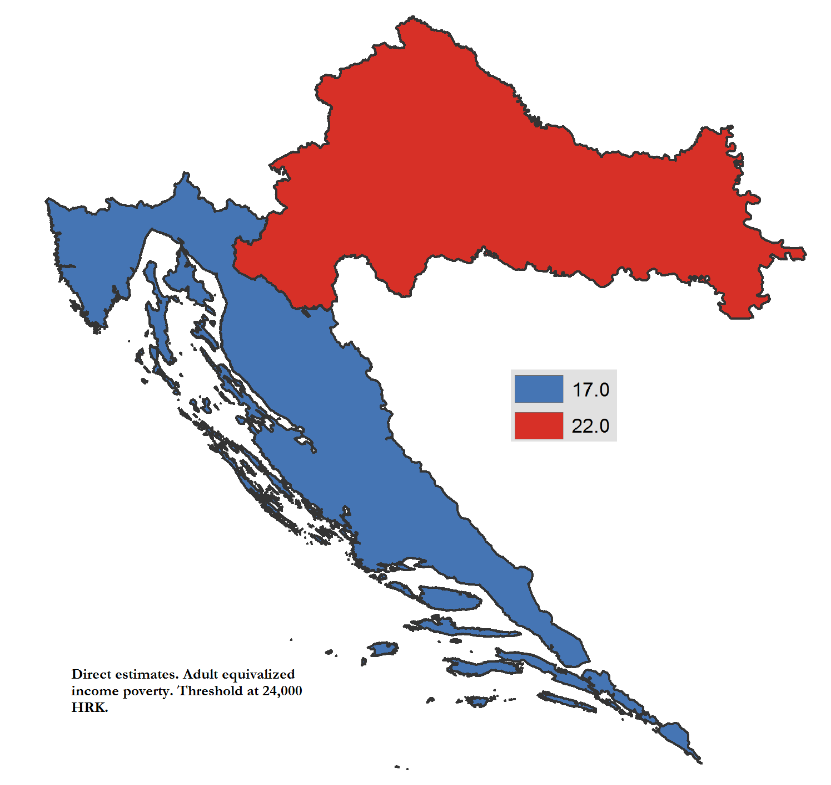 17.0
22.0
Direct estimates. Adult equivalized
income poverty. Threshold at 24,000
HRK.